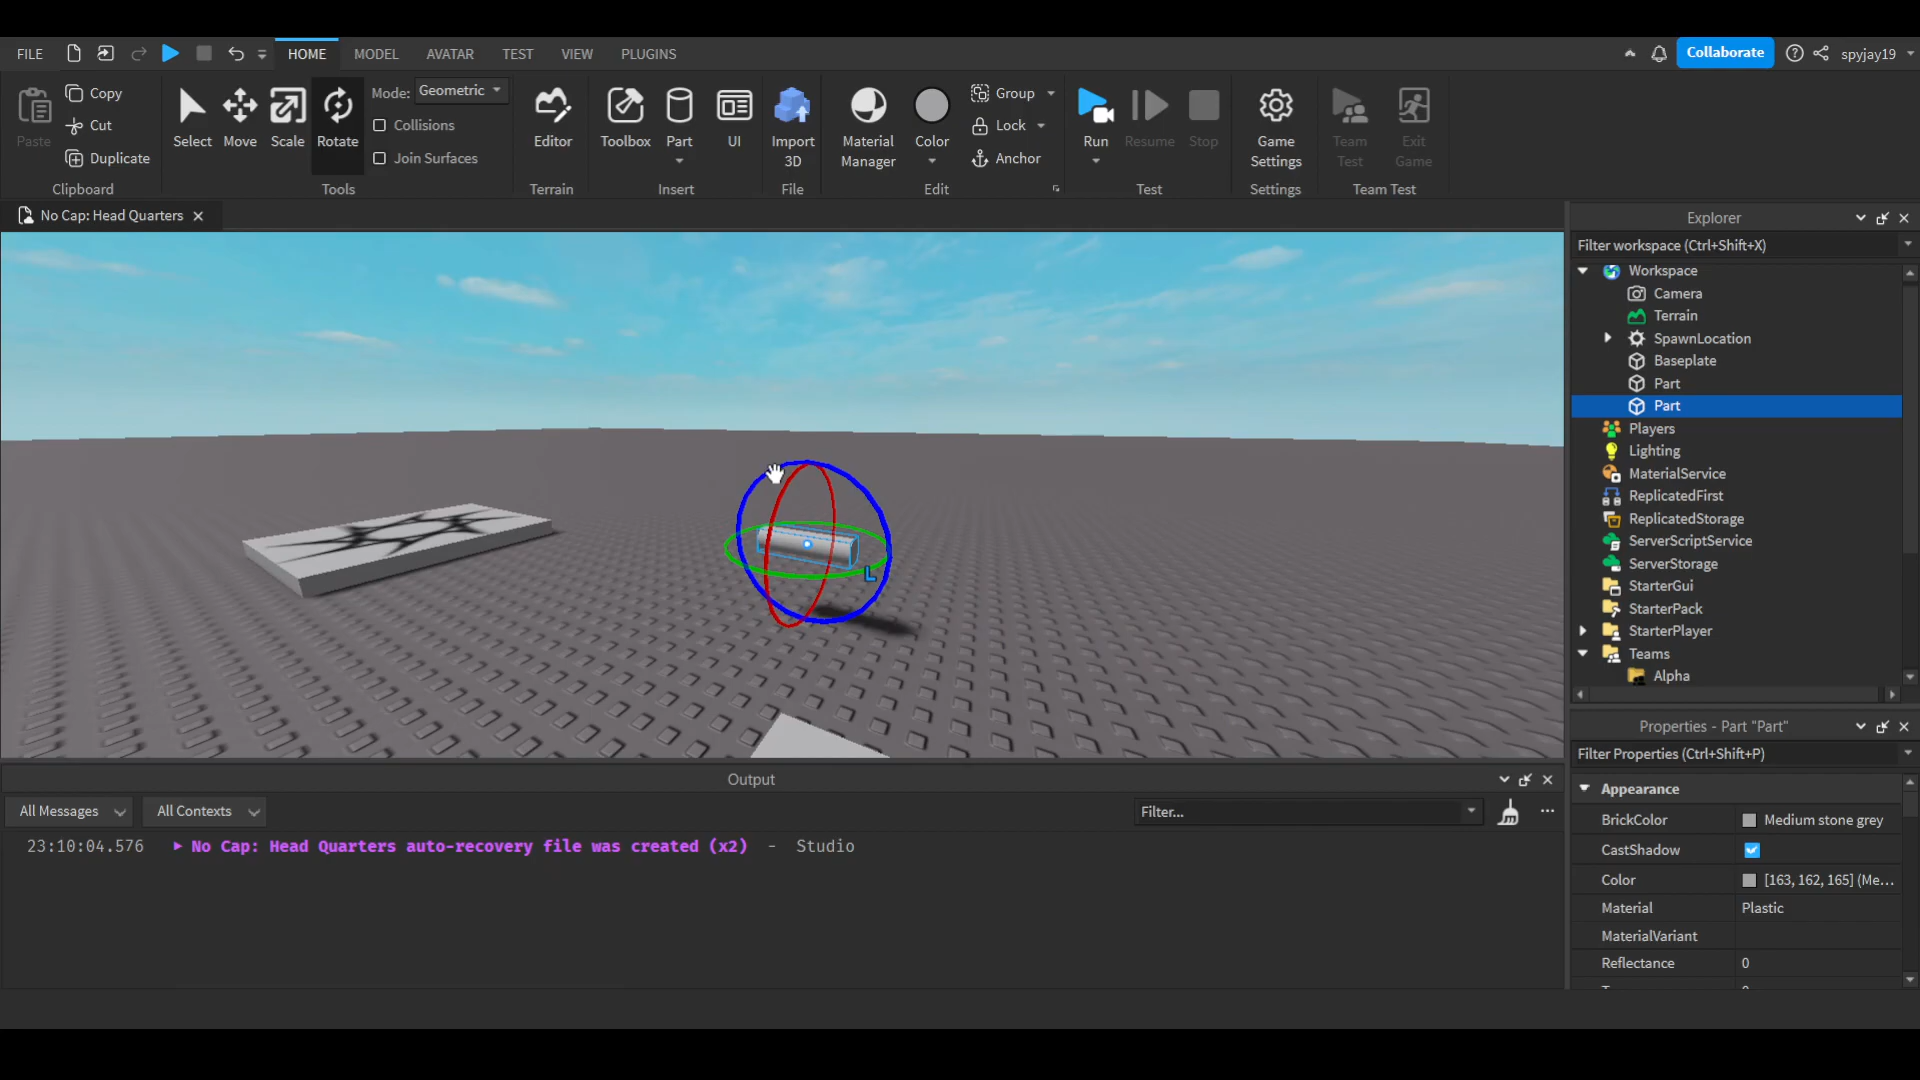 FILE HOME MODEL AVATAR TEST VIEW PLUGINS Collaborate spyjay19
Paste Copy Cut Duplicate
Clipboard
Select Move Scale Rotate
Mode: Geometric
Collisions
Join Surfaces
Tools
Editor
Terrain
Toolbox Part UI
Insert
Import
3D
File
Material
Manager
Color
Group
Lock
Anchor
Edit
Run Resume Stop
Test
Game
Settings
Settings
Team
Test
Exit
Game
Team Test
No Cap: Head Quarters
L
Explorer
Filter workspace (Ctrl+Shift+X)
Workspace
Camera
Terrain
SpawnLocation
Baseplate
Part
Part
Players
Lighting
MaterialService
ReplicatedFirst
ReplicatedStorage
ServerScriptService
ServerStorage
StarterGui
StarterPack
StarterPlayer
Teams
Alpha
Properties - Part "Part"
Filter Properties (Ctrl+Shift+P)
Appearance
BrickColor Medium stone grey
CastShadow
Color [163, 162, 165] (Me...
Material Plastic
MaterialVariant
Reflectance 0
Output
All Messages All Contexts Filter...
23:10:04.576 No Cap: Head Quarters auto-recovery file was created (x2) - Studio